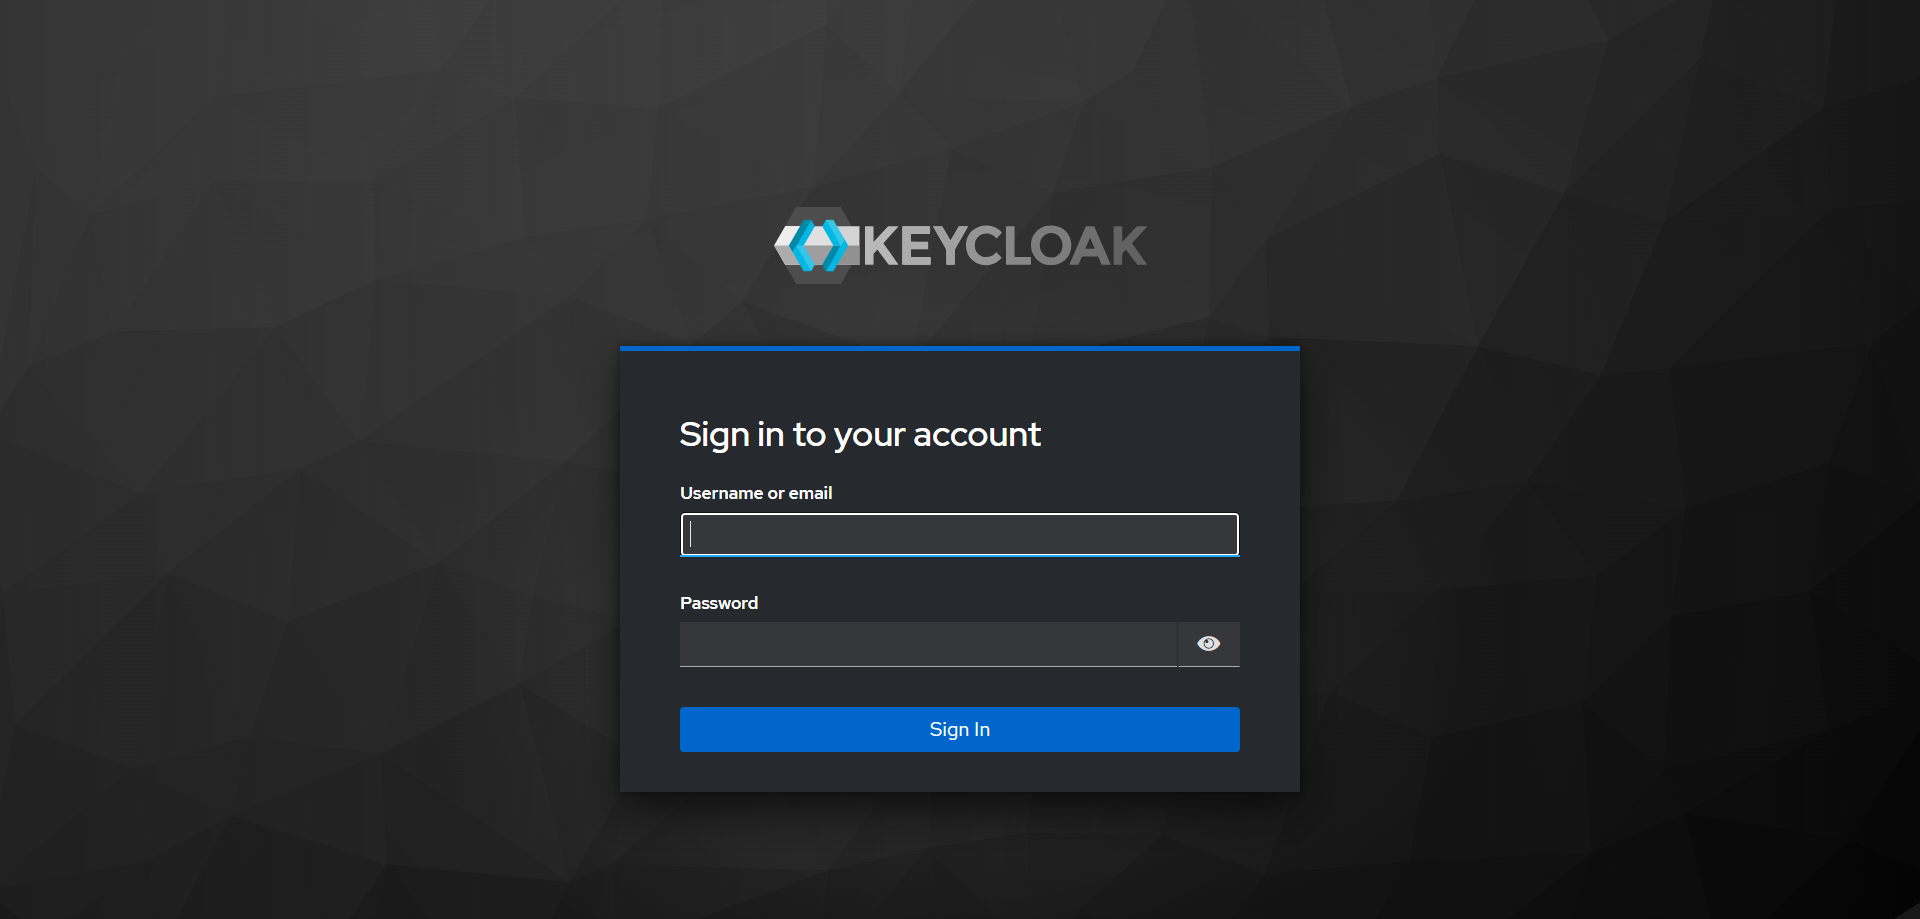 KEYCLOAK
Sign in to your account
Username or email
Password
Sign In